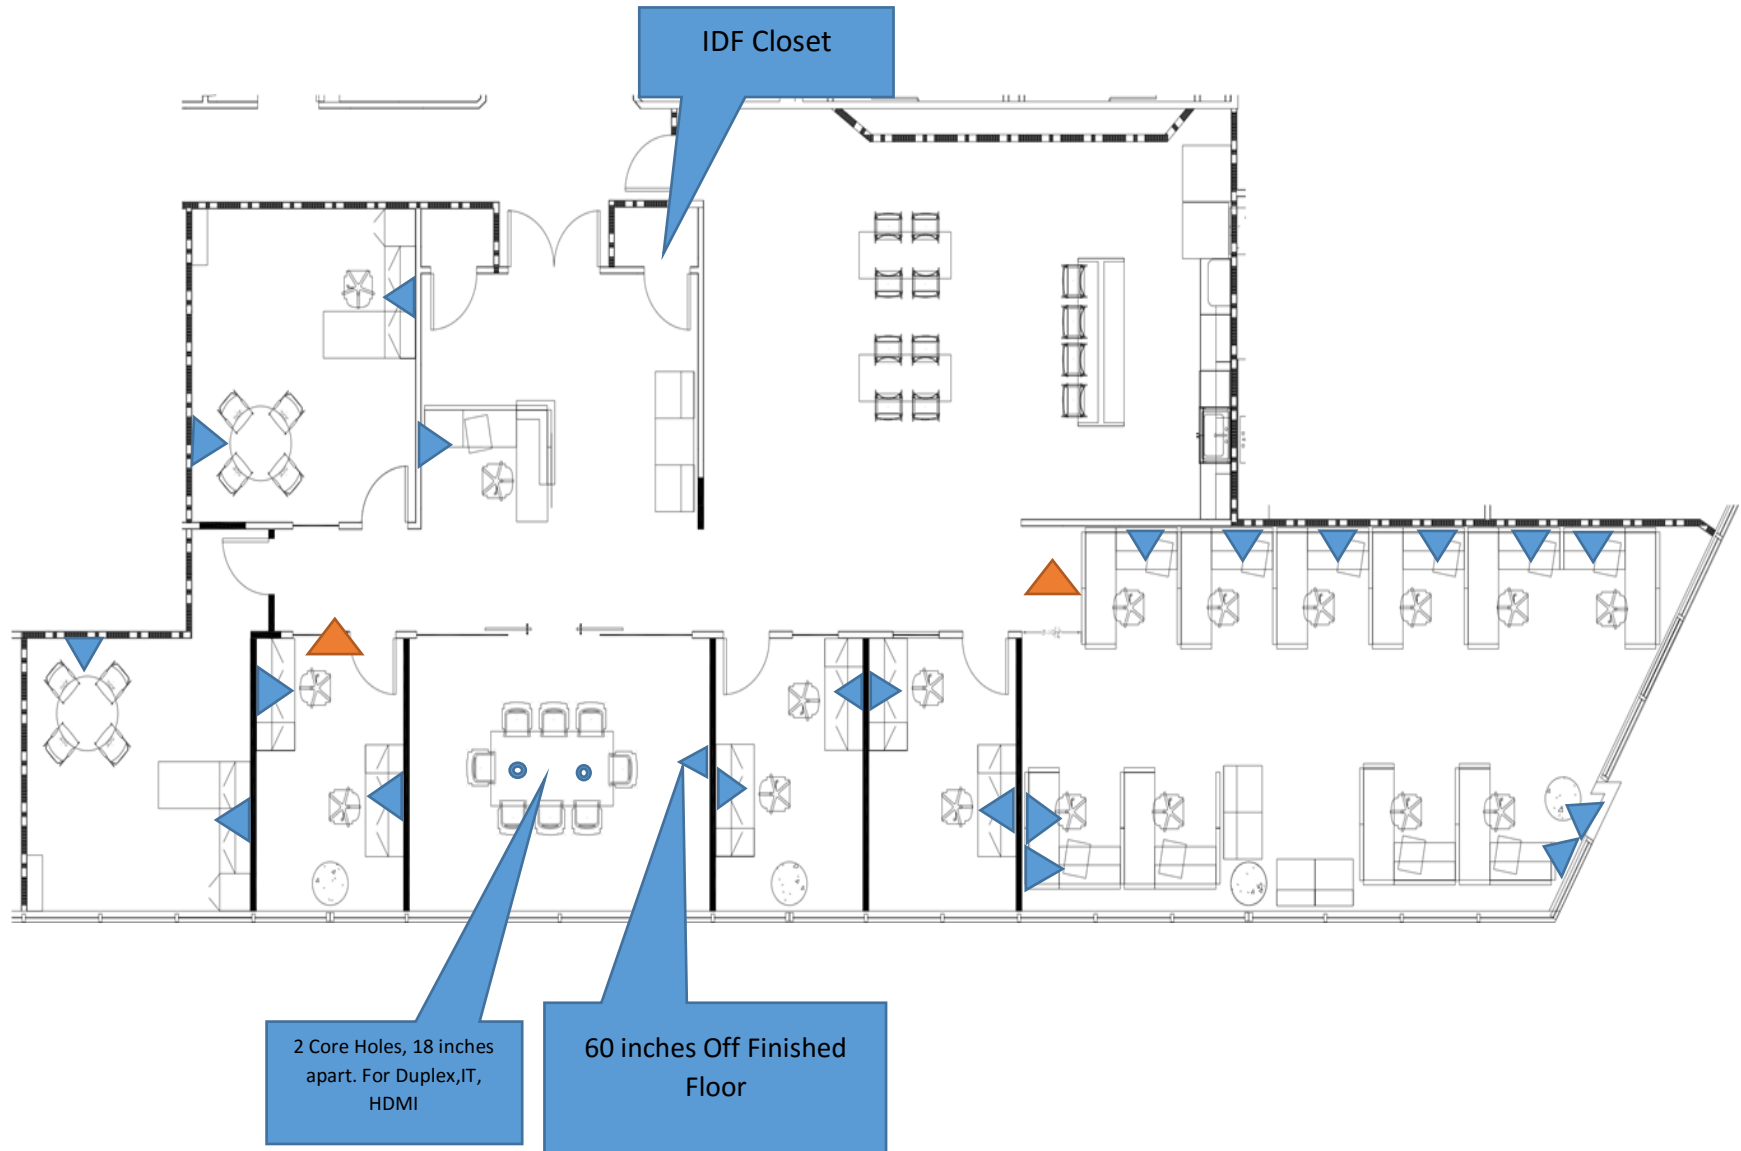 IDF Closet
2 Core Holes, 18 inches
apart. For Duplex,IT,
HDMI
60 inches Off Finished
Floor